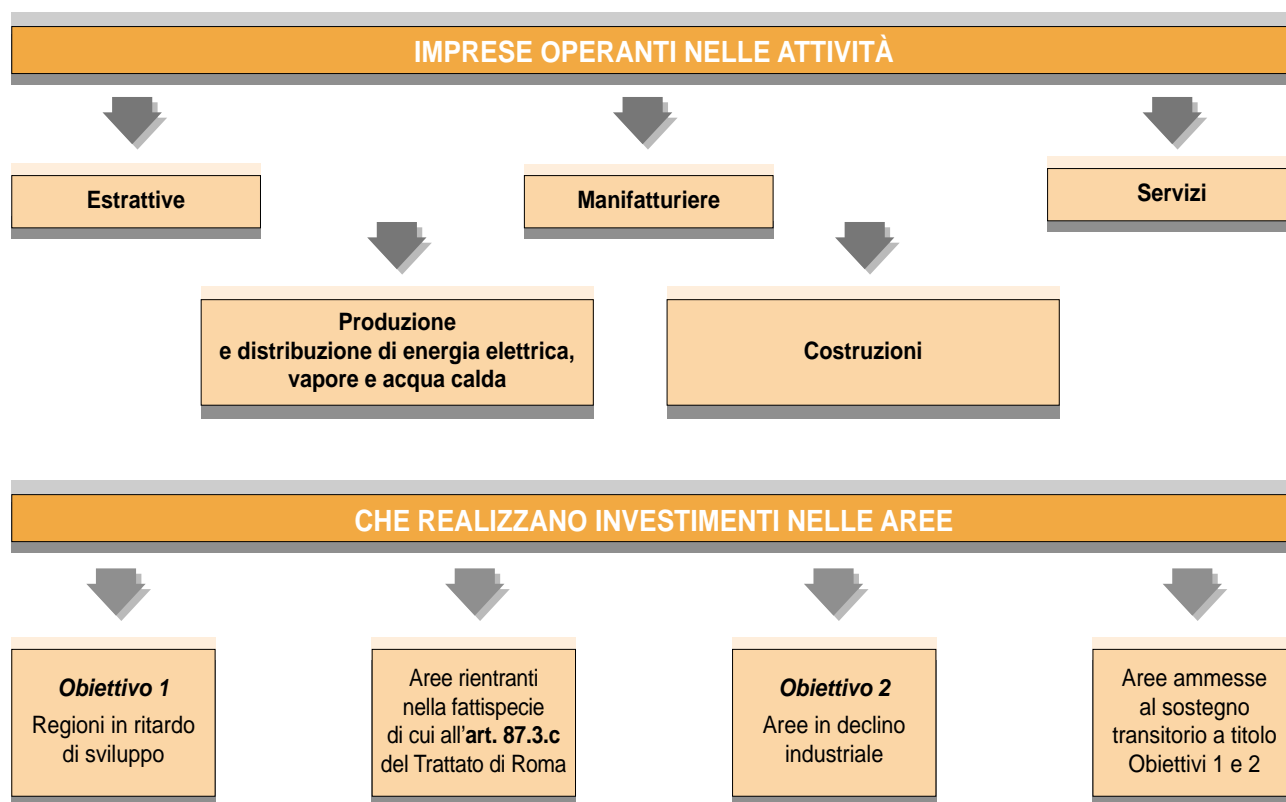 IMPRESE OPERANTI NELLE ATTIVITÀ
Estrattive
Manifatturiere
Servizi
Produzione
e distribuzione di energia elettrica,
vapore e acqua calda
Costruzioni
CHE REALIZZANO INVESTIMENTI NELLE AREE
Obiettivo 1
Regioni in ritardo
di sviluppo
Aree rientranti
nella fattispecie
di cui all'art. 87.3.c
del Trattato di Roma
Obiettivo 2
Aree in declino
industriale
Aree ammesse
al sostegno
transitorio a titolo
Obiettivi 1 e 2